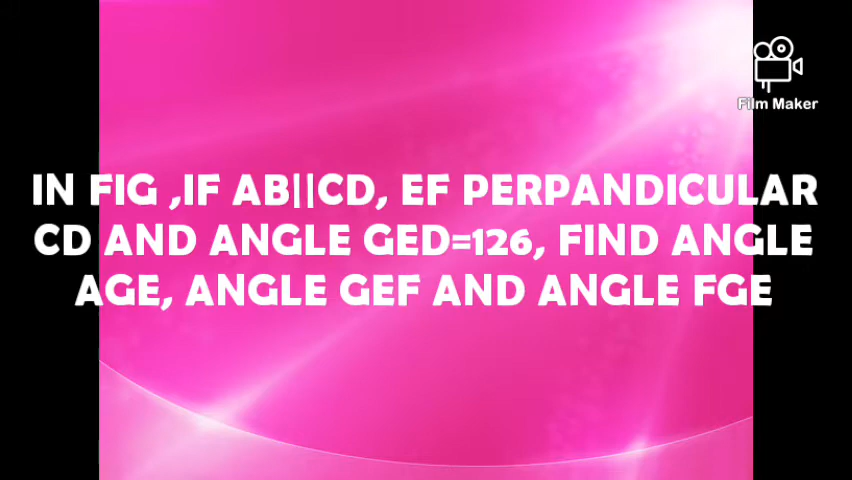 Film Maker
IN FIG ,IF AB||CD, EF PERPANDICULAR
CD AND ANGLE GED=126, FIND ANGLE
AGE, ANGLE GEF AND ANGLE FGE